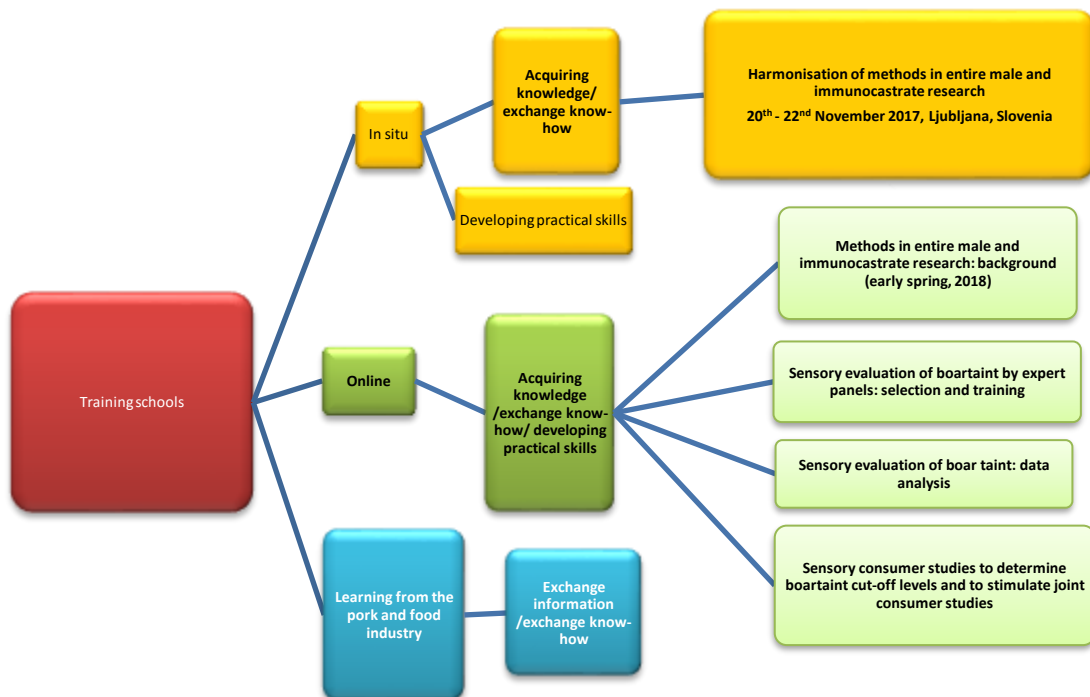 Training schools
In situ
Acquiring
knowledge/
exchange know-
how
Harmonisation of methods in entire male and
immunocastrate research
20th - 22nd November 2017, Ljubljana, Slovenia
Developing practical skills
Online
Acquiring
knowledge
/exchange know-
how/ developing
practical skills
Methods in entire male and
immunocastrate research: background
(early spring, 2018)
Sensory evaluation of boartaint by expert
panels: selection and training
Sensory evaluation of boar taint: data
analysis
Sensory consumer studies to determine
boartaint cut-off levels and to stimulate joint
consumer studies
Learning from the
pork and food
industry
Exchange
information
/exchange know-
how